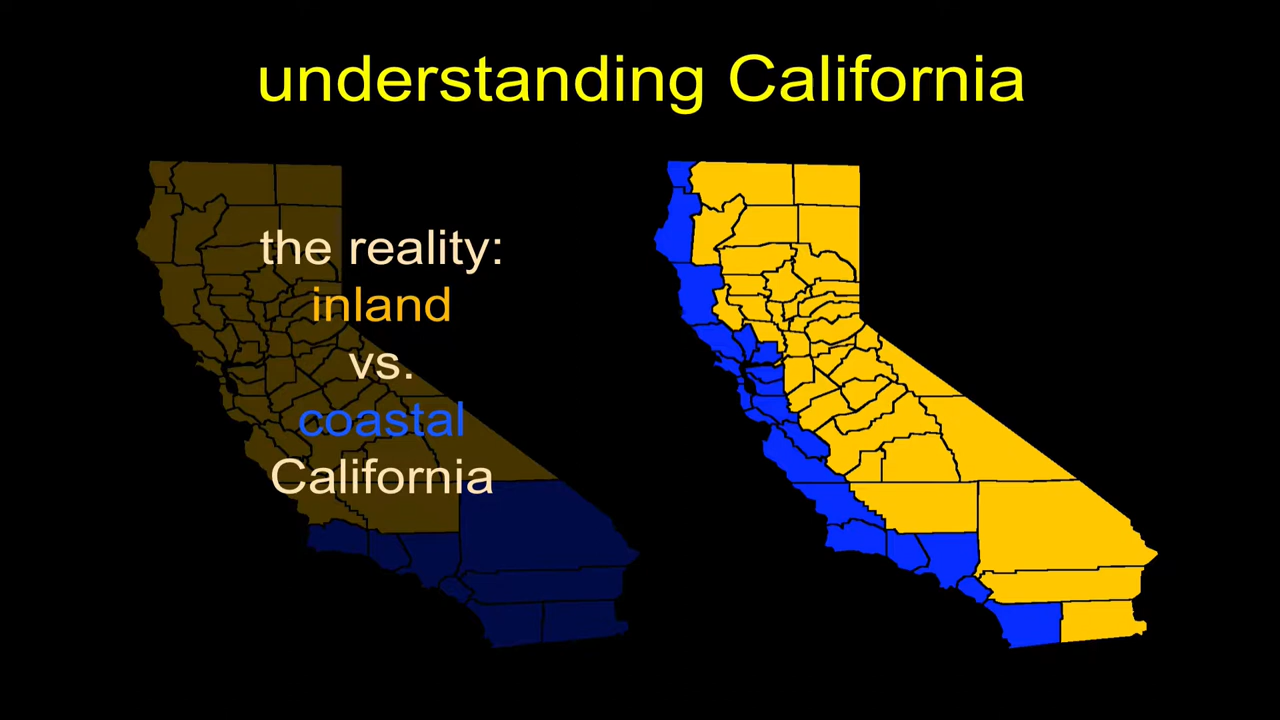 understanding California
the reality:
inland
vs.
coastal
California